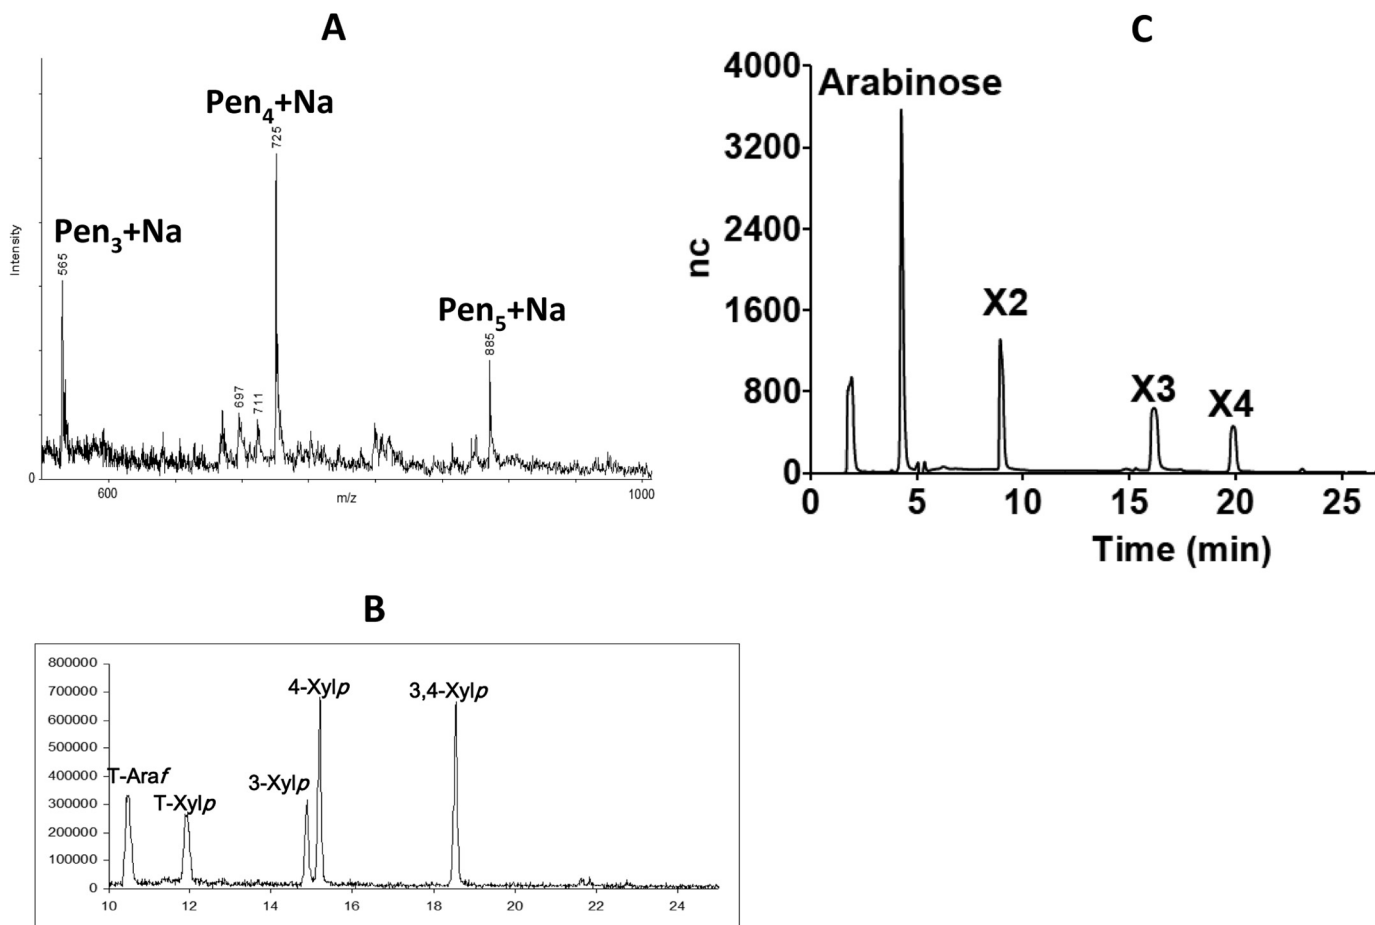 A
Pen₄+Na
725
Pen₃+Na
565
Pen₅+Na
885
697
711
Intensity
0
600
m/z
1000
C
4000
3200
2400
1600
800
0
nc
Arabinose
X2
X3
X4
0
5
10
15
20
25
Time (min)
B
800000
700000
600000
500000
400000
300000
200000
100000
0
T-Araf
T-Xylp
3-Xylp
4-Xylp
3,4-Xylp
10
12
14
16
18
20
22
24